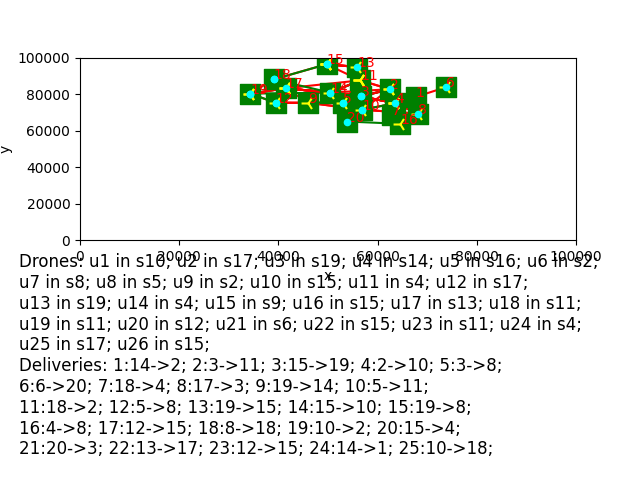 100000
80000
60000
40000
20000
0
y
15
13
0 20000 40000 60000 80000 100000
x
Drones: u1 in s10; u2 in s17; u3 in s19; u4 in s14; u5 in s16; u6 in s2;
u7 in s8; u8 in s5; u9 in s2; u10 in s15; u11 in s4; u12 in s17;
u13 in s19; u14 in s4; u15 in s9; u16 in s15; u17 in s13; u18 in s11;
u19 in s11; u20 in s12; u21 in s6; u22 in s15; u23 in s11; u24 in s4;
u25 in s17; u26 in s15;
Deliveries: 1:14->2; 2:3->11; 3:15->19; 4:2->10; 5:3->8;
6:6->20; 7:18->4; 8:17->3; 9:19->14; 10:5->11;
11:18->2; 12:5->8; 13:19->15; 14:15->10; 15:19->8;
16:4->8; 17:12->15; 18:8->18; 19:10->2; 20:15->4;
21:20->3; 22:13->17; 23:12->15; 24:14->1; 25:10->18;